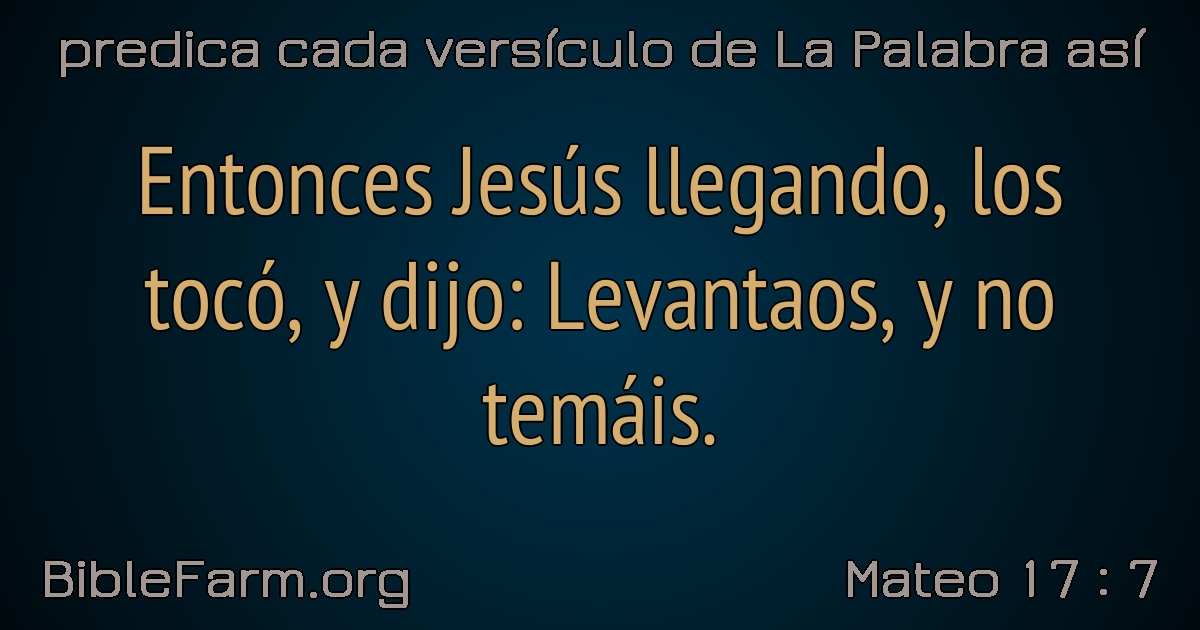 predica cada versículo de La Palabra así
Entonces Jesús llegando, los
tocó, y dijo: Levantaos, y no
temáis.
BibleFarm.org
Mateo 17 : 7